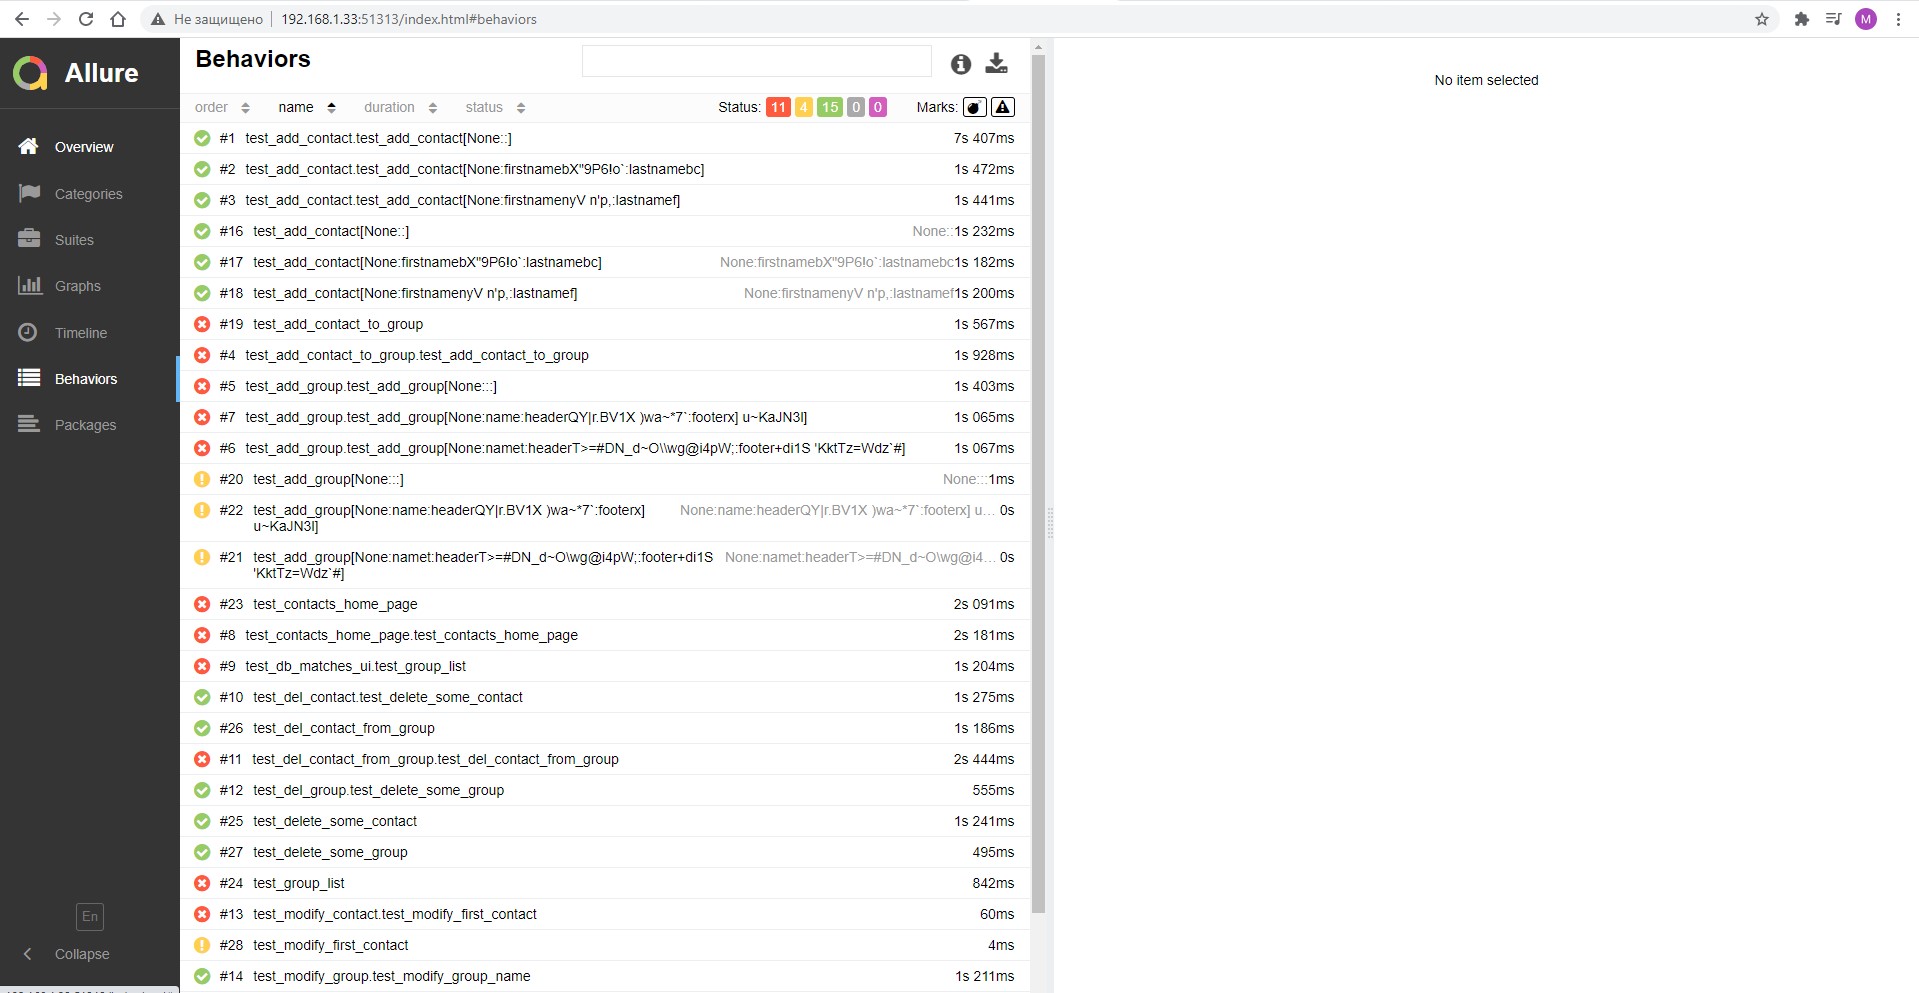 Не защищено 192.168.1.33:51313/index.html#behaviors
M
Allure
Overview
Categories
Suites
Graphs
Timeline
Behaviors
Packages
En
Collapse
Behaviors
order name duration status Status: 11 4 15 0 0 Marks:
#1 test_add_contact.test_add_contact[None::] 7s 407ms
#2 test_add_contact.test_add_contact[None:firstnamebX"9P6!o`:lastnamebc] 1s 472ms
#3 test_add_contact.test_add_contact[None:firstnamenyV n'p,:lastnamef] 1s 441ms
#16 test_add_contact[None::] None::1s 232ms
#17 test_add_contact[None:firstnamebX"9P6!o`:lastnamebc] None:firstnamebX"9P6!o`:lastnamebc1s 182ms
#18 test_add_contact[None:firstnamenyV n'p,:lastnamef] None:firstnamenyV n'p,:lastnamef1s 200ms
#19 test_add_contact_to_group 1s 567ms
#4 test_add_contact_to_group.test_add_contact_to_group 1s 928ms
#5 test_add_group.test_add_group[None:::] 1s 403ms
#7 test_add_group.test_add_group[None:name:headerQY|r.BV1X )wa~*7`:footerx] u~KaJN3I] 1s 065ms
#6 test_add_group.test_add_group[None:namet:headerT>=#DN_d~O\\wg@i4pW;:footer+di1S 'KktTz=Wdz`#] 1s 067ms
#20 test_add_group[None:::] None:::1ms
#22 test_add_group[None:name:headerQY|r.BV1X )wa~*7`:footerx] None:name:headerQY|r.BV1X )wa~*7`:footerx] u... 0s
u~KaJN3I]
#21 test_add_group[None:namet:headerT>=#DN_d~O\wg@i4pW;:footer+di1S None:namet:headerT>=#DN_d~O\wg@i4... 0s
'KktTz=Wdz`#]
#23 test_contacts_home_page 2s 091ms
#8 test_contacts_home_page.test_contacts_home_page 2s 181ms
#9 test_db_matches_ui.test_group_list 1s 204ms
#10 test_del_contact.test_delete_some_contact 1s 275ms
#26 test_del_contact_from_group 1s 186ms
#11 test_del_contact_from_group.test_del_contact_from_group 2s 444ms
#12 test_del_group.test_delete_some_group 555ms
#25 test_delete_some_contact 1s 241ms
#27 test_delete_some_group 495ms
#24 test_group_list 842ms
#13 test_modify_contact.test_modify_first_contact 60ms
#28 test_modify_first_contact 4ms
#14 test_modify_group.test_modify_group_name 1s 211ms
No item selected